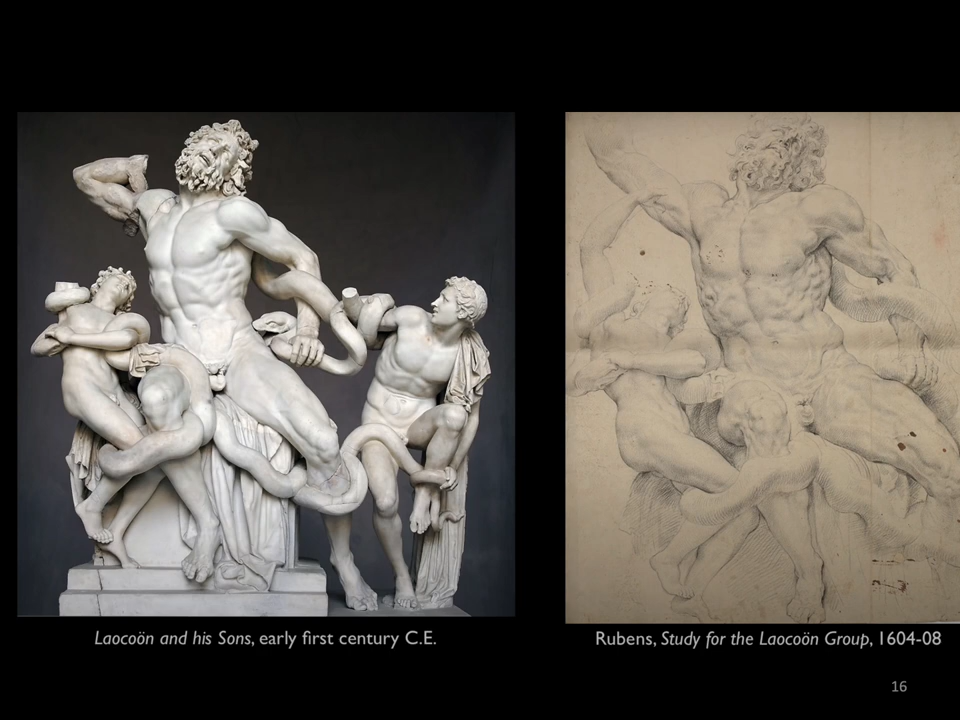 Laocoön and his Sons, early first century C.E.
Rubens, Study for the Laocoön Group, 1604-08
16